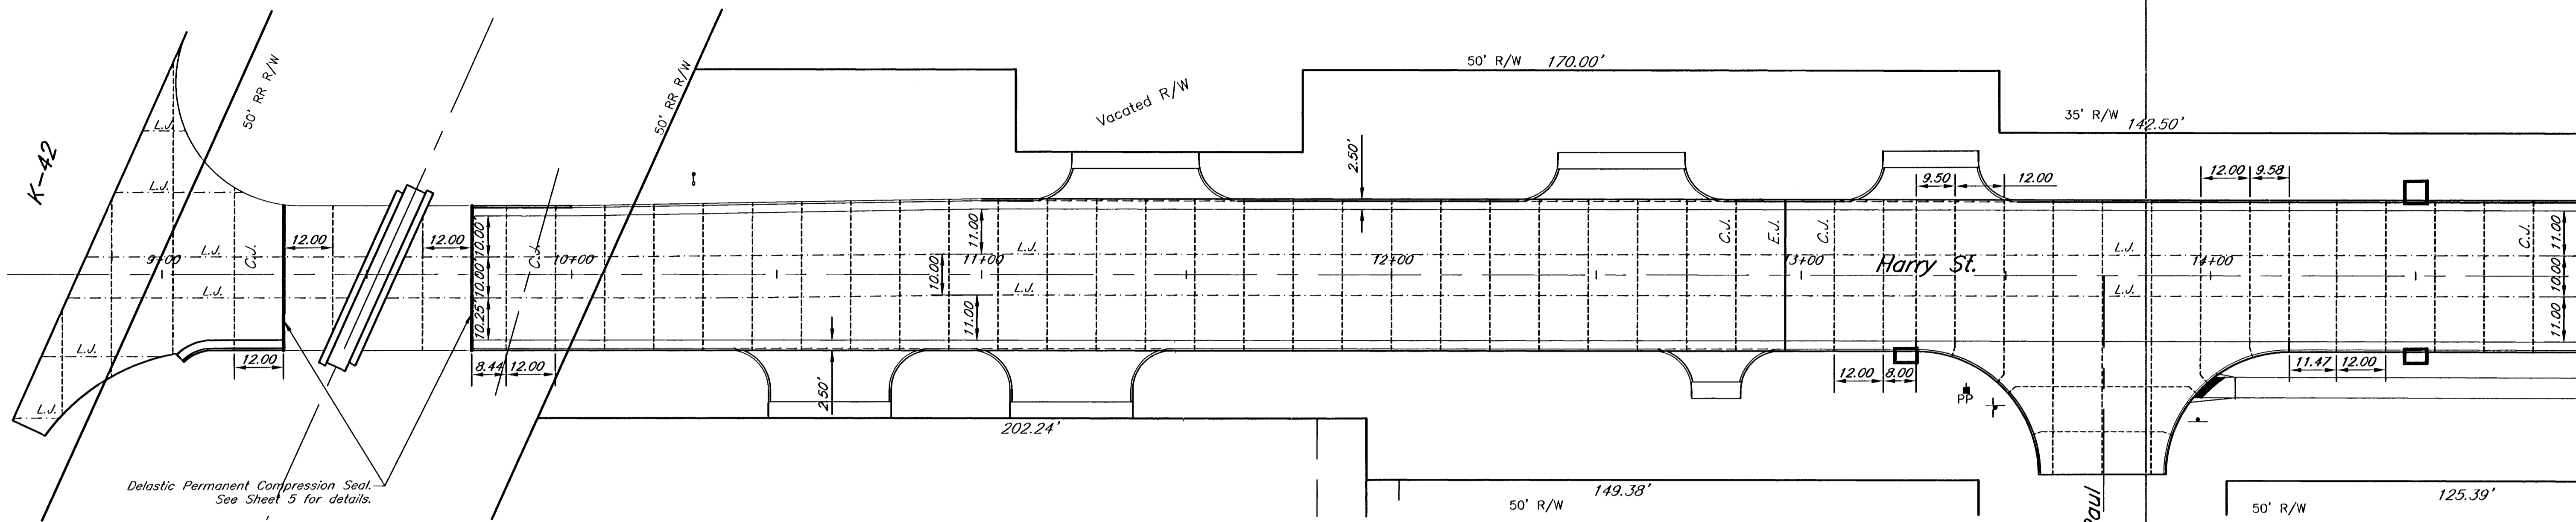 K-42
50' RR R/W
50' RR R/W
Vacated R/W
50' R/W 170.00'
35' R/W 142.50'
L.J.
L.J.
L.J.
L.J.
L.J.
L.J.
C.J.
9+00
12.00
12.00
12.00
10.00
10.00
10.25
8.44
12.00
C.J.
10+00
11.00
L.J.
11+00
10.00
L.J.
11.00
2.50'
2.50'
12+00
C.J.
E.J.
C.J.
13+00
9.50
12.00
Harry St.
12.00
9.58
L.J.
14+00
L.J.
C.J.
11.00
10.00
11.00
12.00
8.00
PP
11.47
12.00
202.24'
149.38'
50' R/W
125.39'
50' R/W
Delastic Permanent Compression Seal.
See Sheet 5 for details.